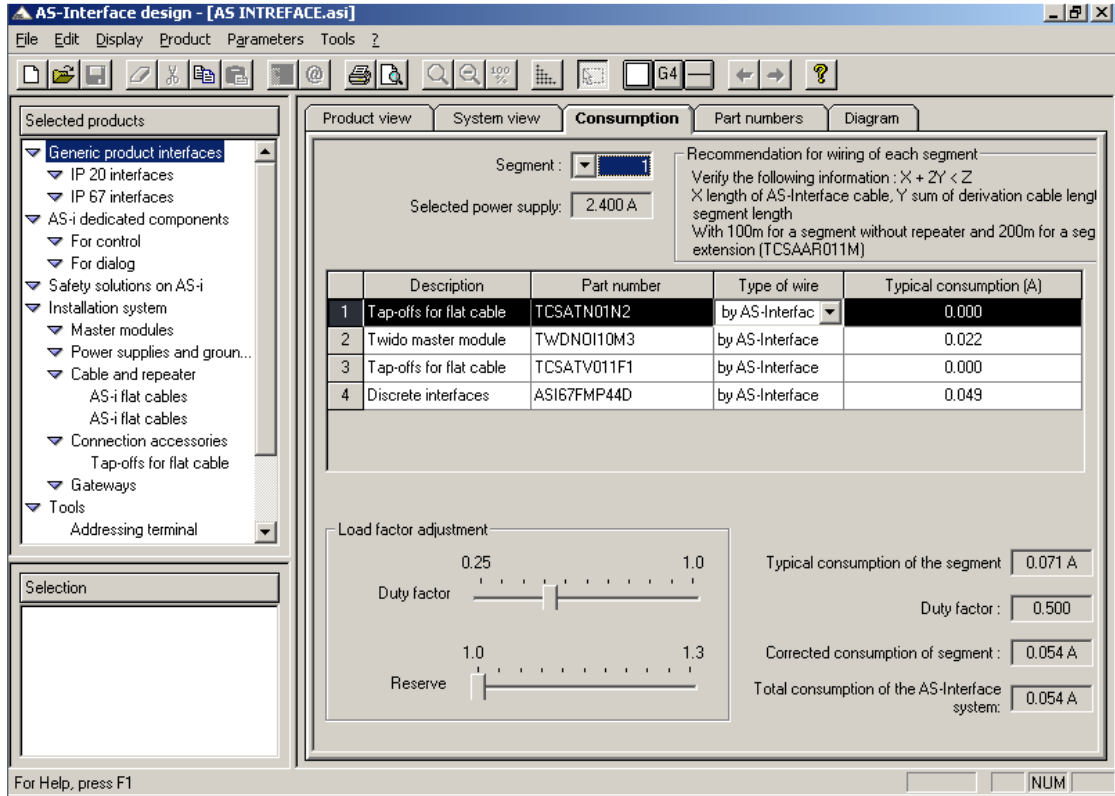 AS-Interface design - [AS INTREFACE.asi]
File Edit Display Product Parameters Tools ?
100% G4 ?
Selected products
Generic product interfaces
IP 20 interfaces
IP 67 interfaces
AS-i dedicated components
For control
For dialog
Safety solutions on AS-i
Installation system
Master modules
Power supplies and groun...
Cable and repeater
AS-i flat cables
AS-i flat cables
Connection accessories
Tap-offs for flat cable
Gateways
Tools
Addressing terminal
Selection
Product view System view Consumption Part numbers Diagram
Segment : 1
Selected power supply: 2.400 A
Recommendation for wiring of each segment
Verify the following information : X + 2Y < Z
X length of AS-Interface cable, Y sum of derivation cable lengl
segment length
With 100m for a segment without repeater and 200m for a seg
extension (TCSAAR011M)
Description Part number Type of wire Typical consumption (A)
1 Tap-offs for flat cable TCSATN01N2 by AS-Interfac 0.000
2 Twido master module TWDNOI10M3 by AS-Interface 0.022
3 Tap-offs for flat cable TCSATV011F1 by AS-Interface 0.000
4 Discrete interfaces ASI67FMP44D by AS-Interface 0.049
Load factor adjustment
0.25 1.0
Duty factor
1.0 1.3
Reserve
Typical consumption of the segment 0.071 A
Duty factor : 0.500
Corrected consumption of segment : 0.054 A
Total consumption of the AS-Interface
system: 0.054 A
For Help, press F1
NUM